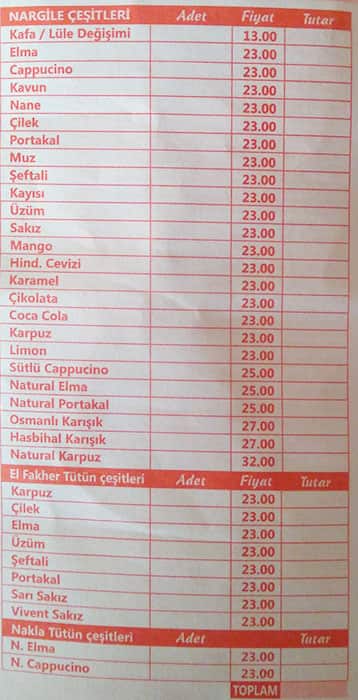 NARGİLE ÇEŞİTLERİ Adet Fiyat Tutar
Kafa / Lüle Değişimi 13.00
Elma 23.00
Cappucino 23.00
Kavun 23.00
Nane 23.00
Çilek 23.00
Portakal 23.00
Muz 23.00
Şeftali 23.00
Kayısı 23.00
Üzüm 23.00
Sakız 23.00
Mango 23.00
Hind. Cevizi 23.00
Karamel 23.00
Çikolata 23.00
Coca Cola 23.00
Karpuz 23.00
Limon 23.00
Sütlü Cappucino 25.00
Natural Elma 25.00
Natural Portakal 25.00
Osmanlı Karışık 27.00
Hasbihal Karışık 27.00
Natural Karpuz 32.00
El Fakher Tütün çeşitleri Adet Fiyat Tutar
Karpuz 23.00
Çilek 23.00
Elma 23.00
Üzüm 23.00
Şeftali 23.00
Portakal 23.00
Sarı Sakız 23.00
Vivent Sakız 23.00
Nakla Tütün çeşitleri Adet Fiyat Tutar
N. Elma 23.00
N. Cappucino 23.00
TOPLAM